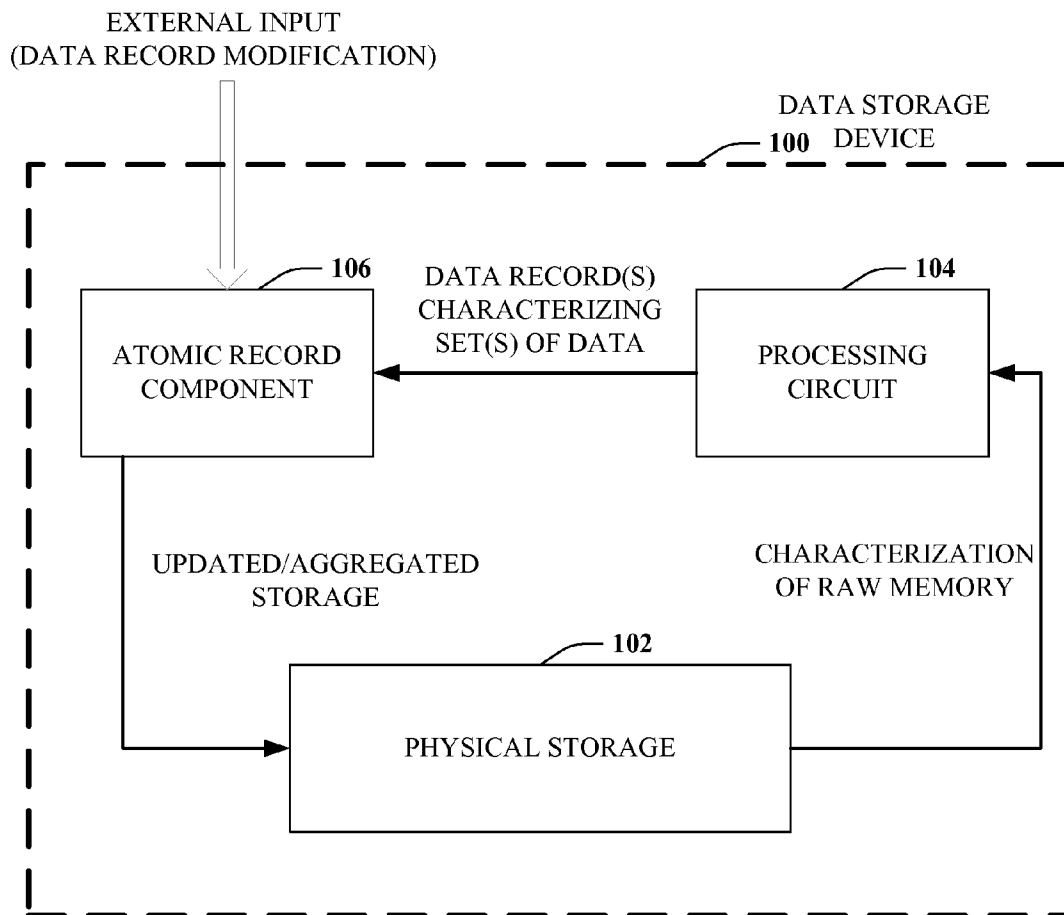 EXTERNAL INPUT
(DATA RECORD MODIFICATION)
DATA STORAGE
DEVICE
100
106
ATOMIC RECORD
COMPONENT
DATA RECORD(S)
CHARACTERIZING
SET(S) OF DATA
104
PROCESSING
CIRCUIT
UPDATED/AGGREGATED
STORAGE
CHARACTERIZATION
OF RAW MEMORY
102
PHYSICAL STORAGE